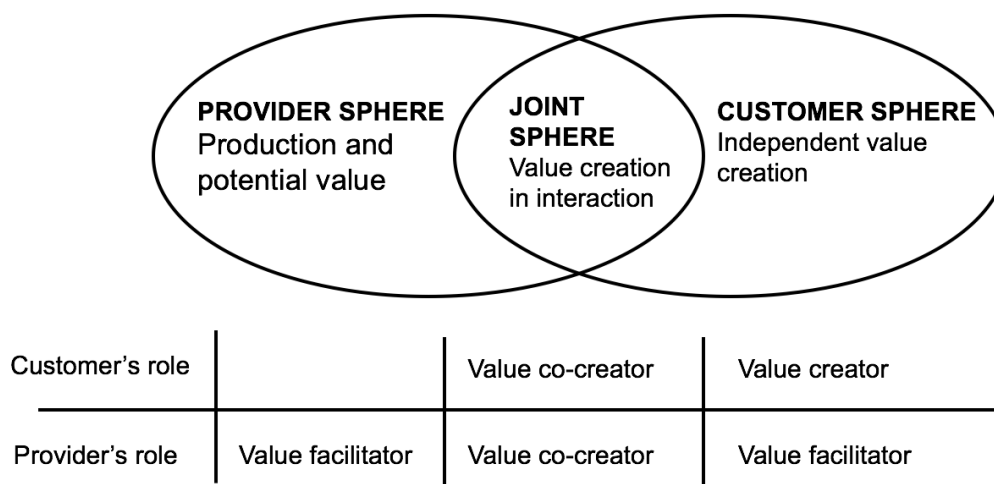 PROVIDER SPHERE
Production and
potential value
JOINT
SPHERE
Value creation
in interaction
CUSTOMER SPHERE
Independent value
creation
Customer's role
Value co-creator
Value creator
Provider's role
Value facilitator
Value co-creator
Value facilitator